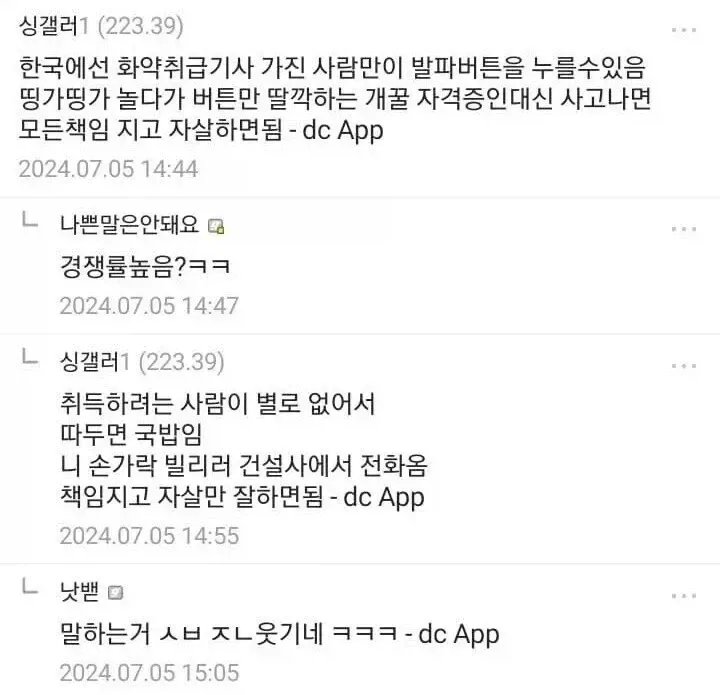 싱갤러1 (223.39)
한국에선 화약취급기사 가진 사람만이 발파버튼을 누를수있음
띵가띵가 놀다가 버튼만 딸깍하는 개꿀 자격증인대신 사고나면
모든책임 지고 자살하면됨 - dc App
2024.07.05 14:44
나쁜말은안돼요
경쟁률높음?ㅋㅋ
2024.07.05 14:47
싱갤러1 (223.39)
취득하려는 사람이 별로 없어서
따두면 국밥임
니 손가락 빌리러 건설사에서 전화옴
책임지고 자살만 잘하면됨 - dc App
2024.07.05 14:55
낫밷
말하는거 ㅅㅂ ㅈㄴ웃기네 ㅋㅋㅋ - dc App
2024.07.05 15:05